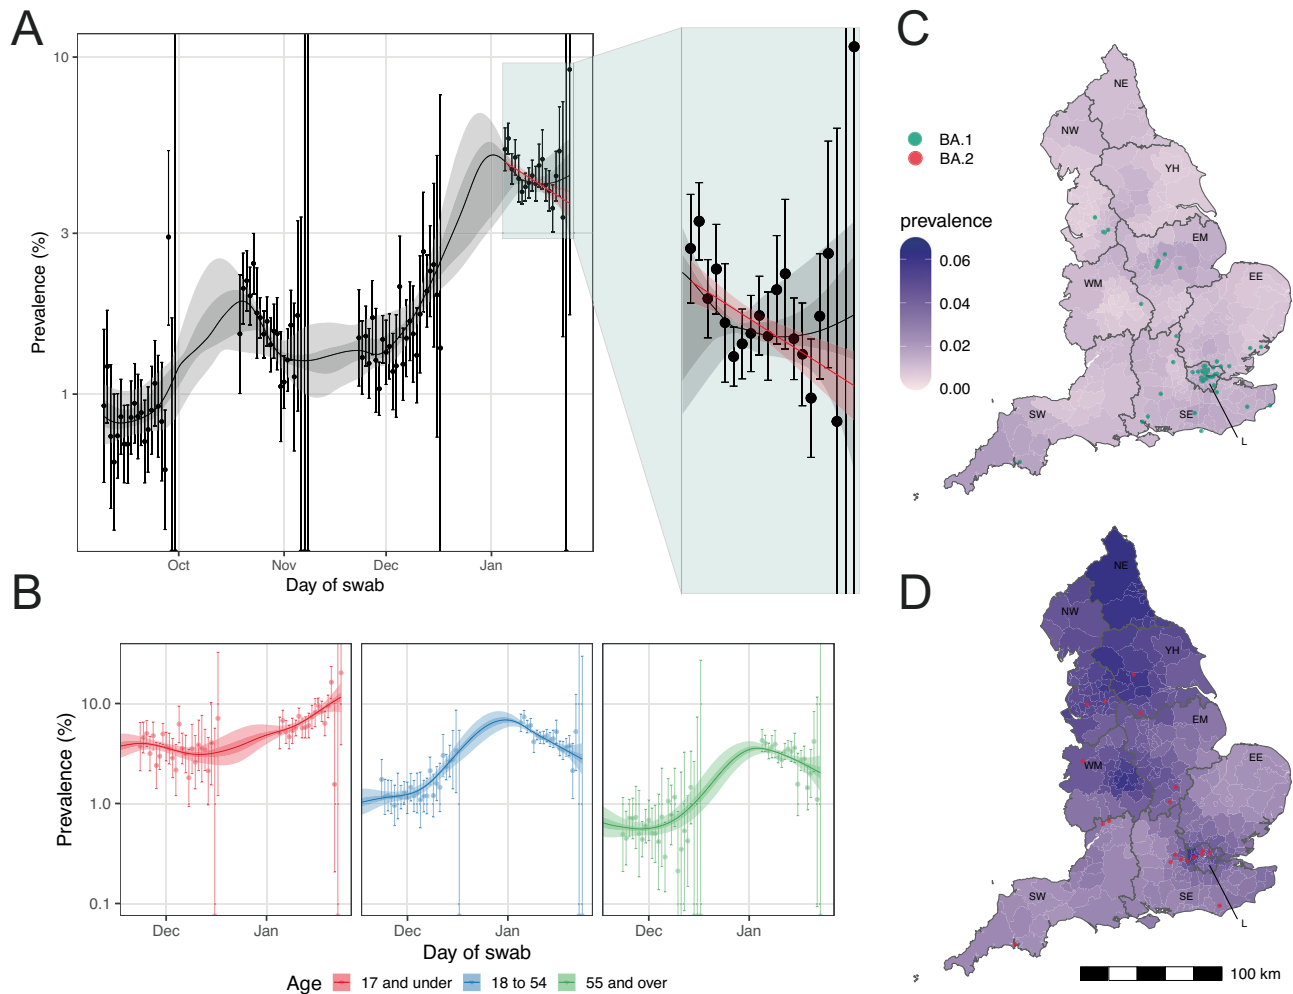 A
10
3
1
Prevalence (%)
Oct
Nov
Dec
Jan
Day of swab
B
10.0
1.0
0.1
Prevalence (%)
Dec
Jan
Dec
Jan
Dec
Jan
Day of swab
Age
17 and under
18 to 54
55 and over
C
BA.1
BA.2
prevalence
0.06
0.04
0.02
0.00
NE
NW
YH
EM
WM
EE
SW
SE
L
D
NE
NW
YH
EM
WM
EE
SW
SE
L
100 km